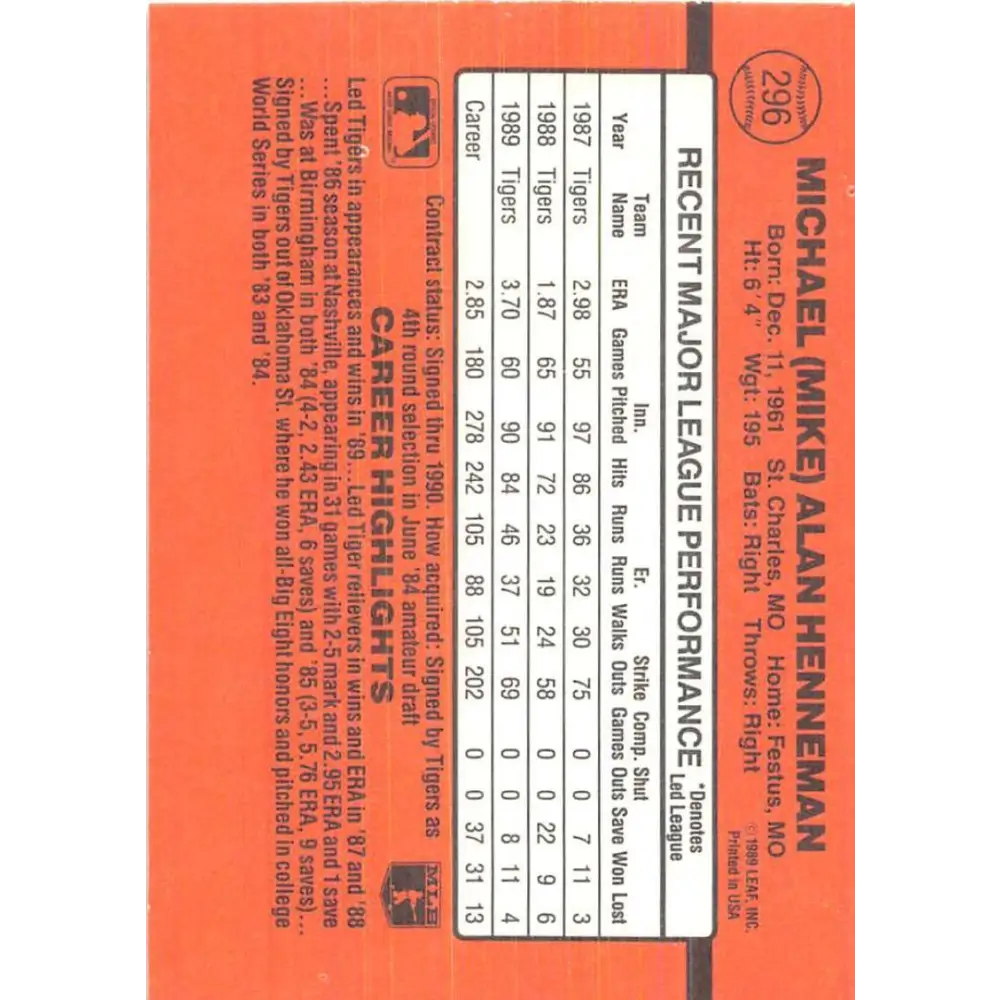 296
MICHAEL (MIKE) ALAN HENNEMAN
Born: Dec. 11, 1961 St. Charles, MO Home: Festus, MO
Ht: 6'4" Wgt: 195 Bats: Right Throws: Right
©1989 LEAF, INC.
Printed in USA
RECENT MAJOR LEAGUE PERFORMANCE *Denotes
Led League
Team Inn. Er. Strike Comp. Shut
Year Name ERA Games Pitched Hits Runs Runs Walks Outs Games Outs Save Won Lost
1987 Tigers 2.98 55 97 86 36 32 30 75 0 0 7 11 3
1988 Tigers 1.87 65 91 72 23 19 24 58 0 0 22 9 6
1989 Tigers 3.70 60 90 84 46 37 51 69 0 0 8 11 4
Career 2.85 180 278 242 105 88 105 202 0 0 37 31 13
MLB
Contract status: Signed thru 1990. How acquired: Signed by Tigers as
4th round selection in June '84 amateur draft
CAREER HIGHLIGHTS
Led Tigers in appearances and wins in '89... Led Tiger relievers in wins and ERA in '87 and '88
...Spent '86 season at Nashville, appearing in 31 games with 2-5 mark and 2.95 ERA and 1 save
...Was at Birmingham in both '84 (4-2, 2.43 ERA, 6 saves) and '85 (3-5, 5.76 ERA, 9 saves)...
Signed by Tigers out of Oklahoma St. where he won all-Big Eight honors and pitched in college
World Series in both '83 and '84.